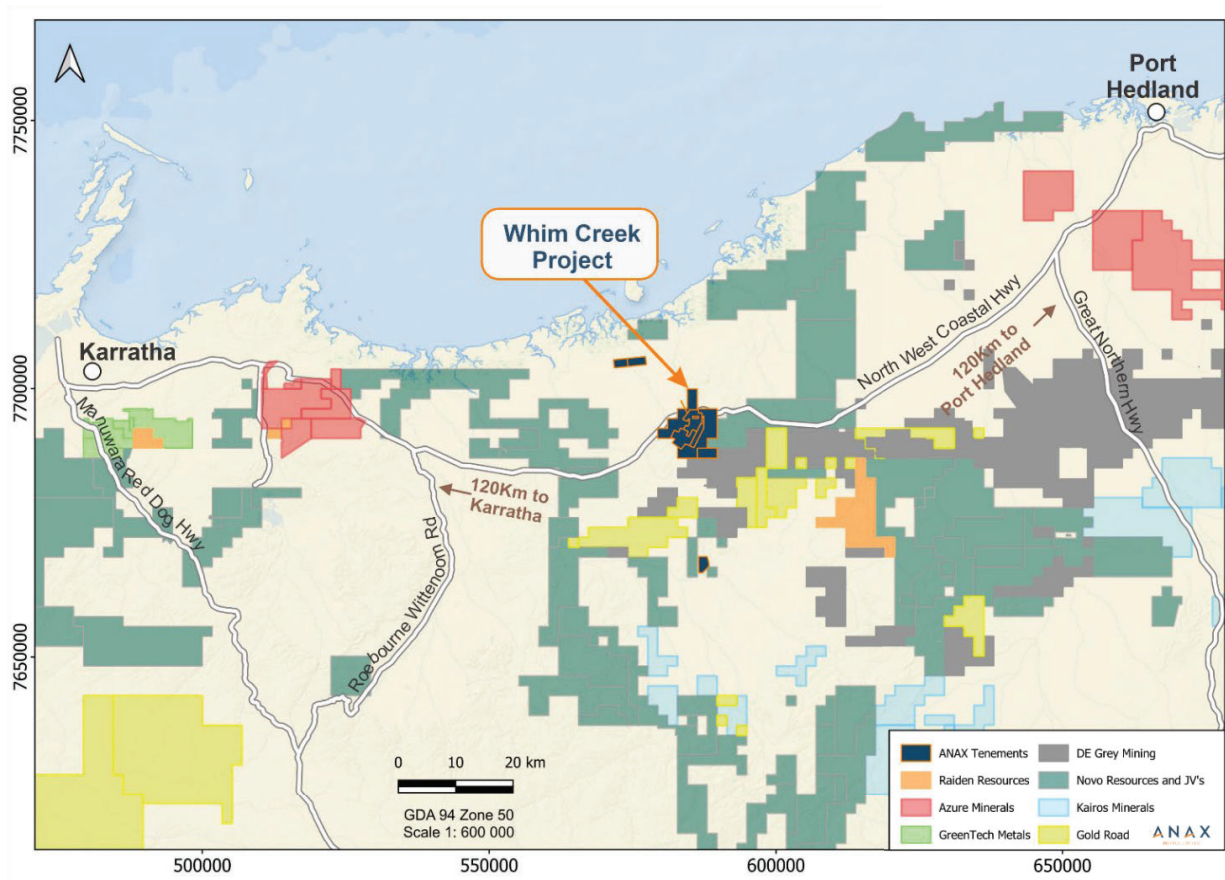 Port
Hedland
7750000
Whim Creek
Project
North West Coastal Hwy
Great Northern Hwy
120Km to
Port Hedland
Karratha
7700000
Manuwara Red Dog Hwy
120Km to
Karratha
Roebourne Wittenoom Rd
7650000
0 10 20 km
GDA 94 Zone 50
Scale 1: 600 000
ANAX Tenements
DE Grey Mining
Raiden Resources
Novo Resources and JV's
Azure Minerals
Kairos Minerals
GreenTech Metals
Gold Road
ANAX
500000
550000
600000
650000